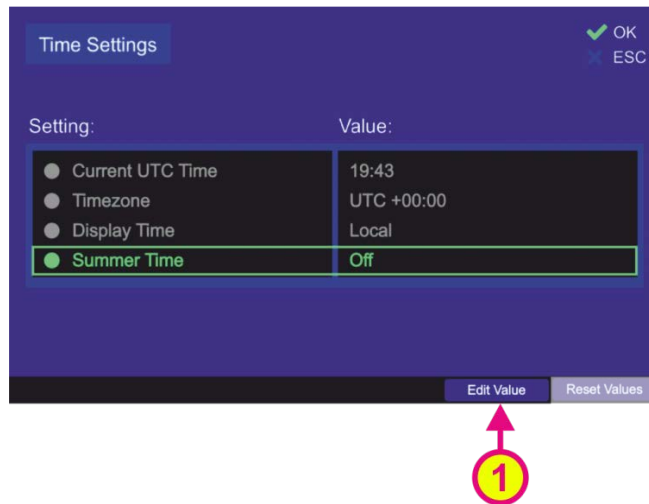 Time Settings
OK
ESC
Setting: Value:
Current UTC Time 19:43
Timezone UTC +00:00
Display Time Local
Summer Time Off
Edit Value Reset Values
1